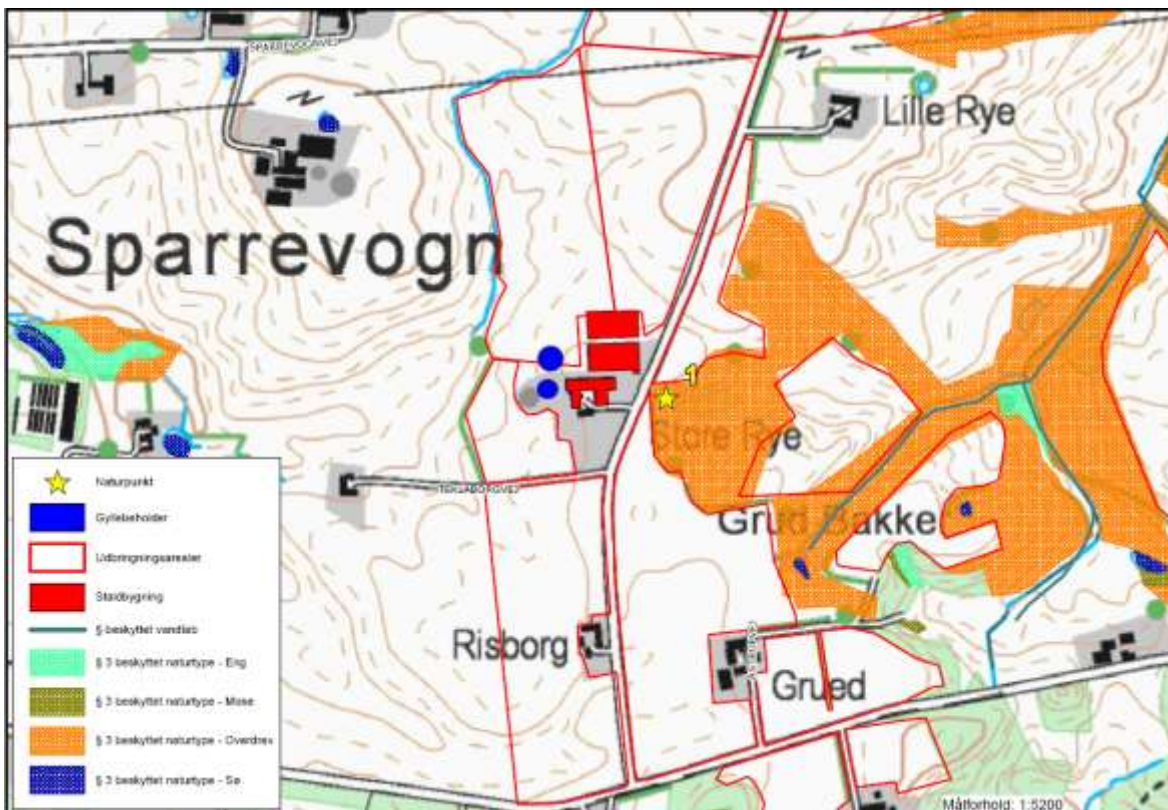 SPARREVOGNVEJ
Lille Rye
Sparrevogn
1
Store Rye
Grud Bakke
Risborg
Grued
Naturpunkt
Gyllebeholder
Udbringningsarealer
Staldbygning
§ beskyttet vandløb
§ 3 beskyttet naturtype - Eng
§ 3 beskyttet naturtype - Mose
§ 3 beskyttet naturtype - Overdrev
§ 3 beskyttet naturtype - Sø
Målforhold: 1:5200